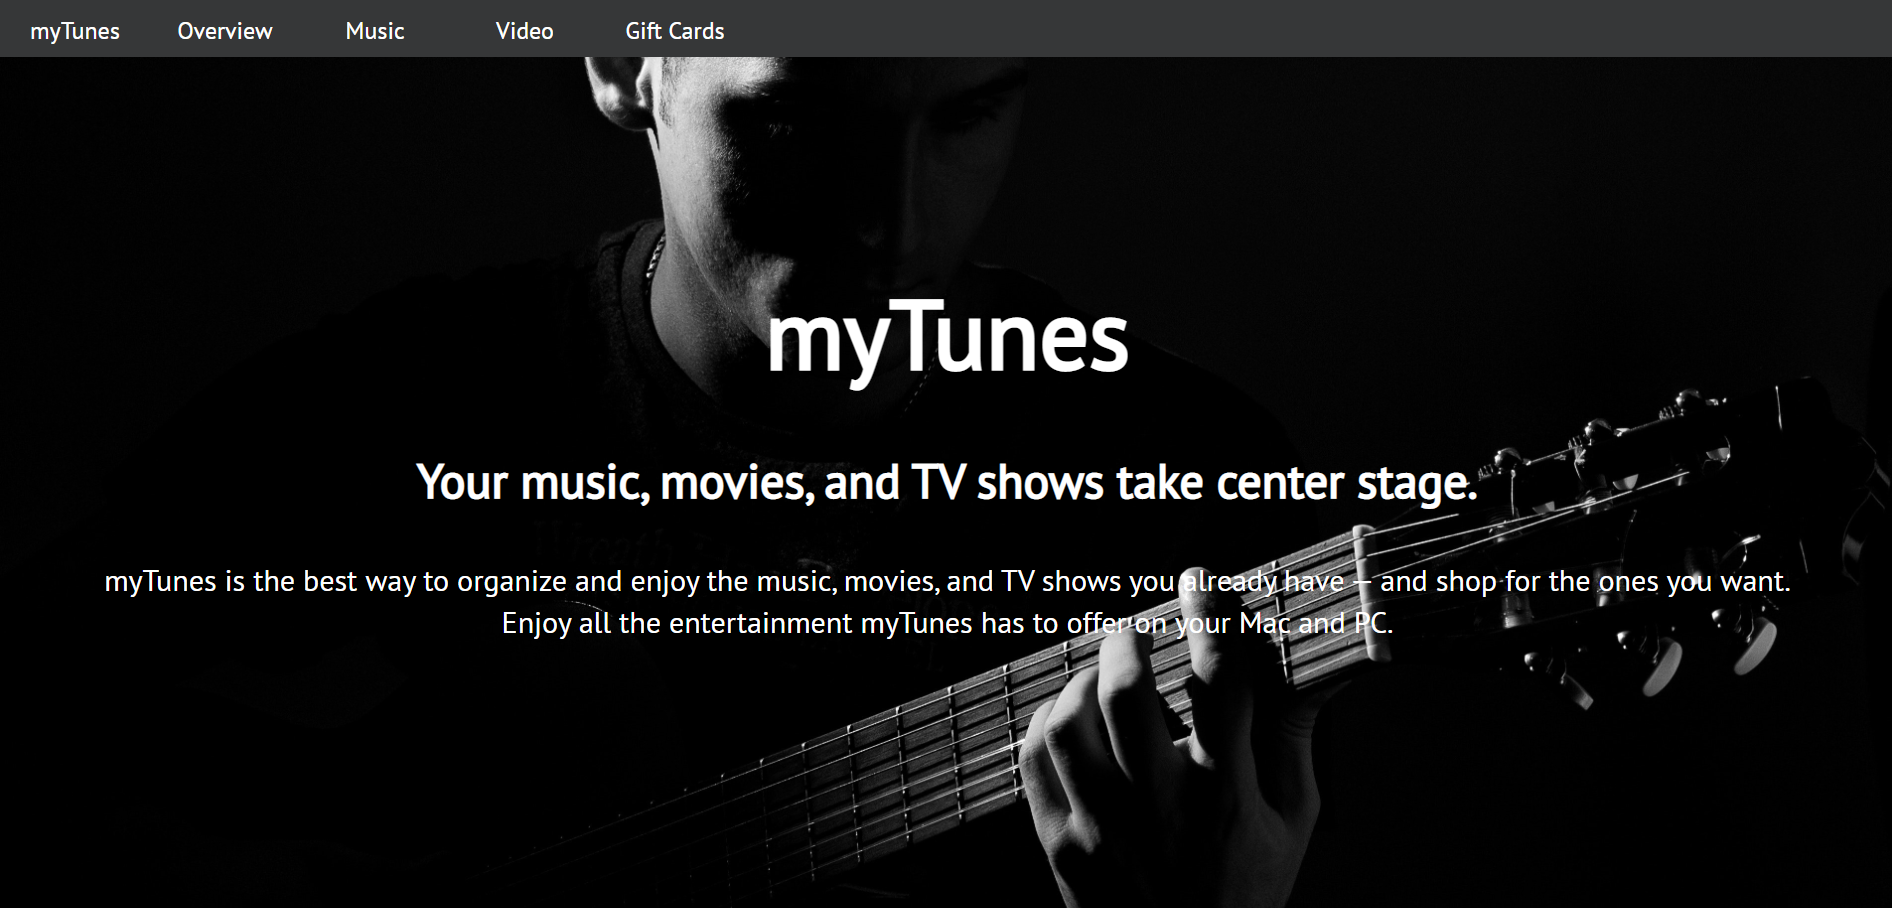 myTunes Overview Music Video Gift Cards
myTunes
Your music, movies, and TV shows take center stage.
myTunes is the best way to organize and enjoy the music, movies, and TV shows you already have — and shop for the ones you want.
Enjoy all the entertainment myTunes has to offer on your Mac and PC.